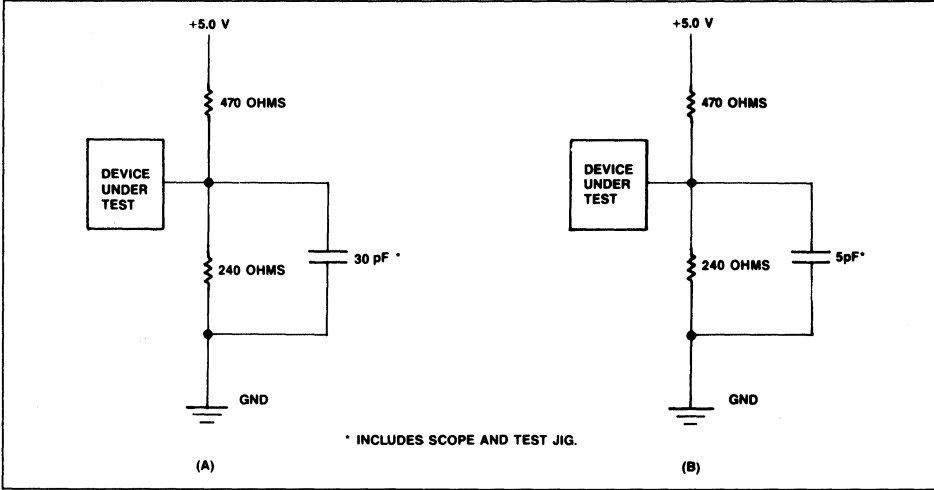 +5.0 V
470 OHMS
DEVICE
UNDER
TEST
240 OHMS
30 pF *
GND
(A)
+5.0 V
470 OHMS
DEVICE
UNDER
TEST
240 OHMS
5pF*
GND
(B)
* INCLUDES SCOPE AND TEST JIG.